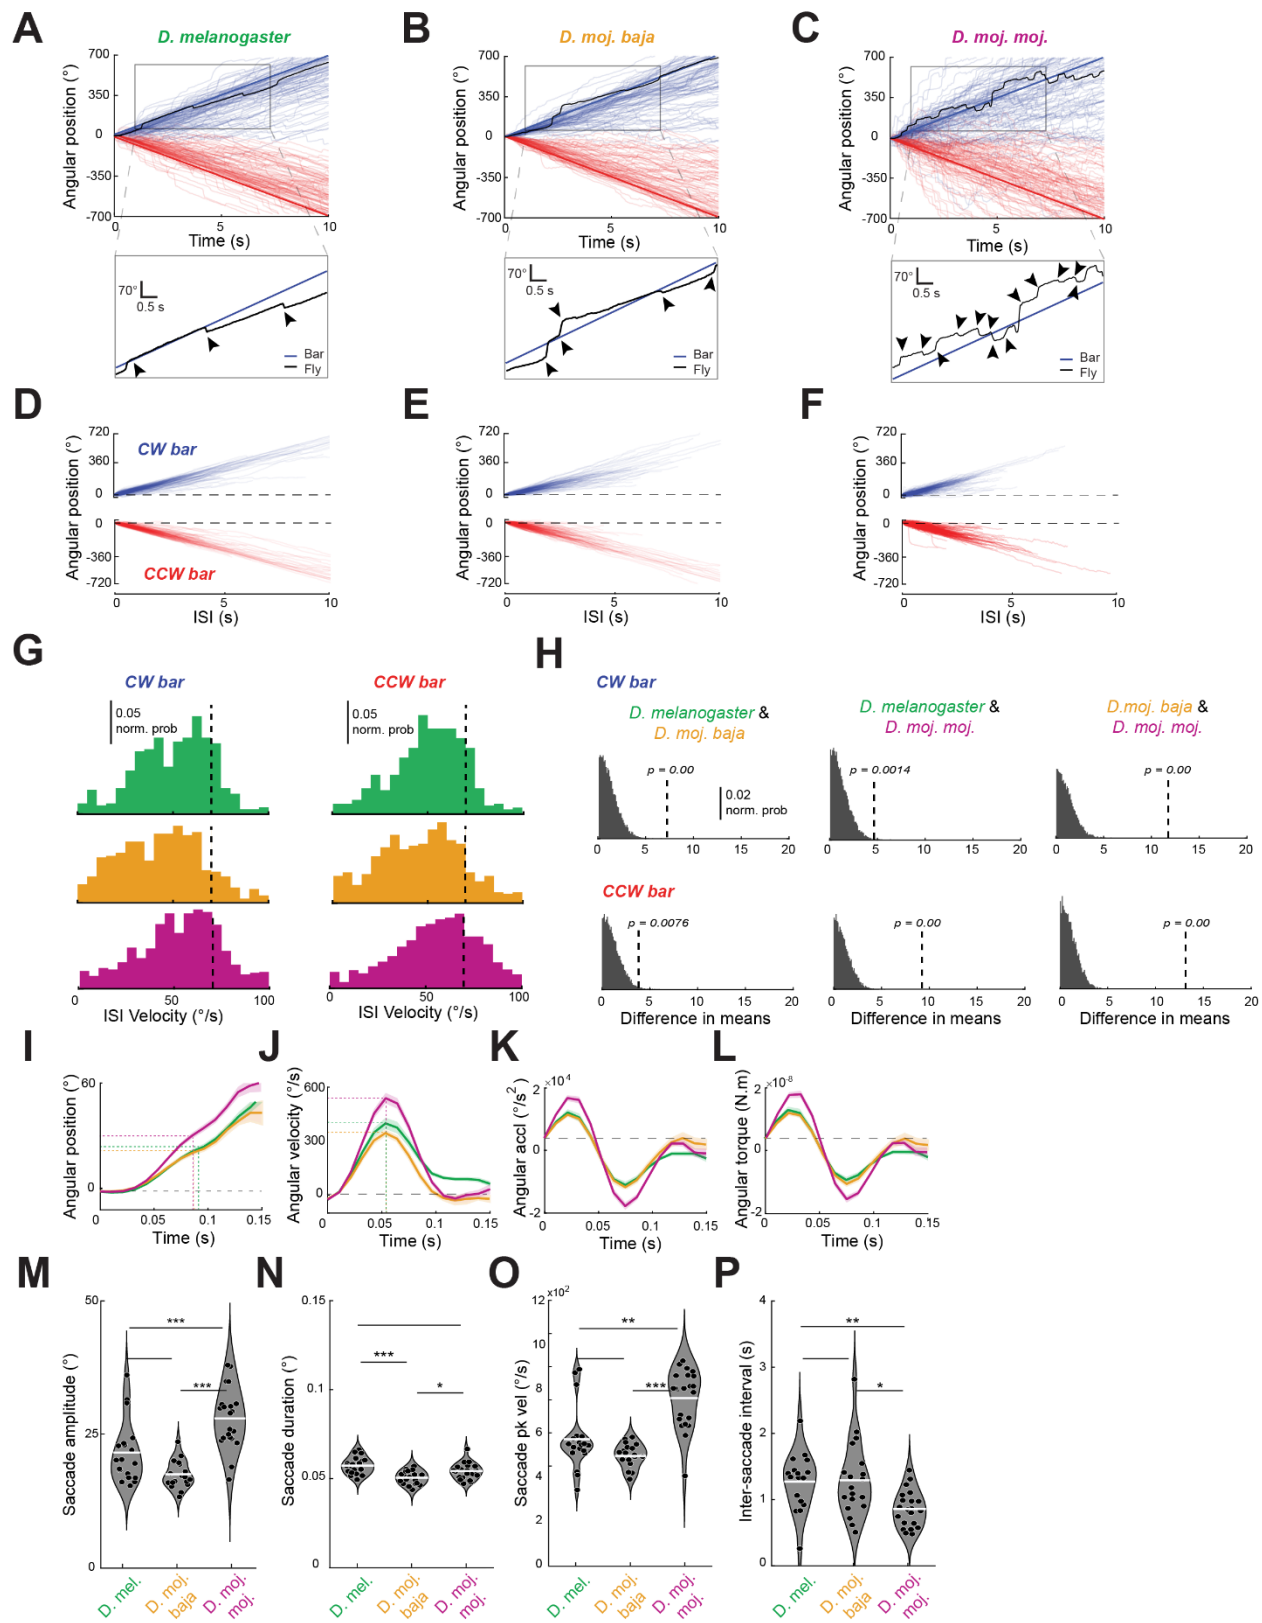 A
D. melanogaster
B
D. moj. baja
C
D. moj. moj.
Angular position (°)
700
350
0
-350
-700
0
5
10
Time (s)
Angular position (°)
700
350
0
-350
-700
0
5
10
Time (s)
Angular position (°)
700
350
0
-350
-700
0
5
10
Time (s)
70°
0.5 s
Bar
Fly
70°
0.5 s
Bar
Fly
70°
0.5 s
Bar
Fly
D
E
F
CW bar
CCW bar
Angular position (°)
720
360
0
Angular position (°)
0
-360
-720
0
5
10
ISI (s)
Angular position (°)
720
360
0
Angular position (°)
0
-360
-720
0
5
10
ISI (s)
Angular position (°)
720
360
0
Angular position (°)
0
-360
-720
0
5
10
ISI (s)
G
CW bar
0.05
norm. prob
CCW bar
0.05
norm. prob
0
50
100
ISI Velocity (°/s)
0
50
100
ISI Velocity (°/s)
H
CW bar
D. melanogaster &
D. moj. baja
D. melanogaster &
D. moj. moj.
D.moj. baja &
D. moj. moj.
p = 0.00
0.02
norm. prob
0 5 10 15 20
p = 0.0014
0 5 10 15 20
p = 0.00
0 5 10 15 20
CCW bar
p = 0.0076
0 5 10 15 20
Difference in means
p = 0.00
0 5 10 15 20
Difference in means
p = 0.00
0 5 10 15 20
Difference in means
I
Angular position (°)
60
0
0 0.05 0.1 0.15
Time (s)
J
Angular velocity (°/s)
600
300
0
0 0.05 0.1 0.15
Time (s)
K
Angular accl (°/s²)
×10⁴
2
0
-2
0 0.05 0.1 0.15
Time (s)
L
Angular torque (N.m)
×10⁻⁸
2
0
-2
0 0.05 0.1 0.15
Time (s)
M
Saccade amplitude (°)
50
25
0
***
***
D. mel.
D. moj. baja
D. moj. moj.
N
Saccade duration (°)
0.15
0.1
0.05
0
***
*
D. mel.
D. moj. baja
D. moj. moj.
O
Saccade pk vel (°/s)
×10²
12
10
8
6
4
2
0
**
***
D. mel.
D. moj. baja
D. moj. moj.
P
Inter-saccade interval (s)
4
3
2
1
0
**
*
D. mel.
D. moj. baja
D. moj. moj.